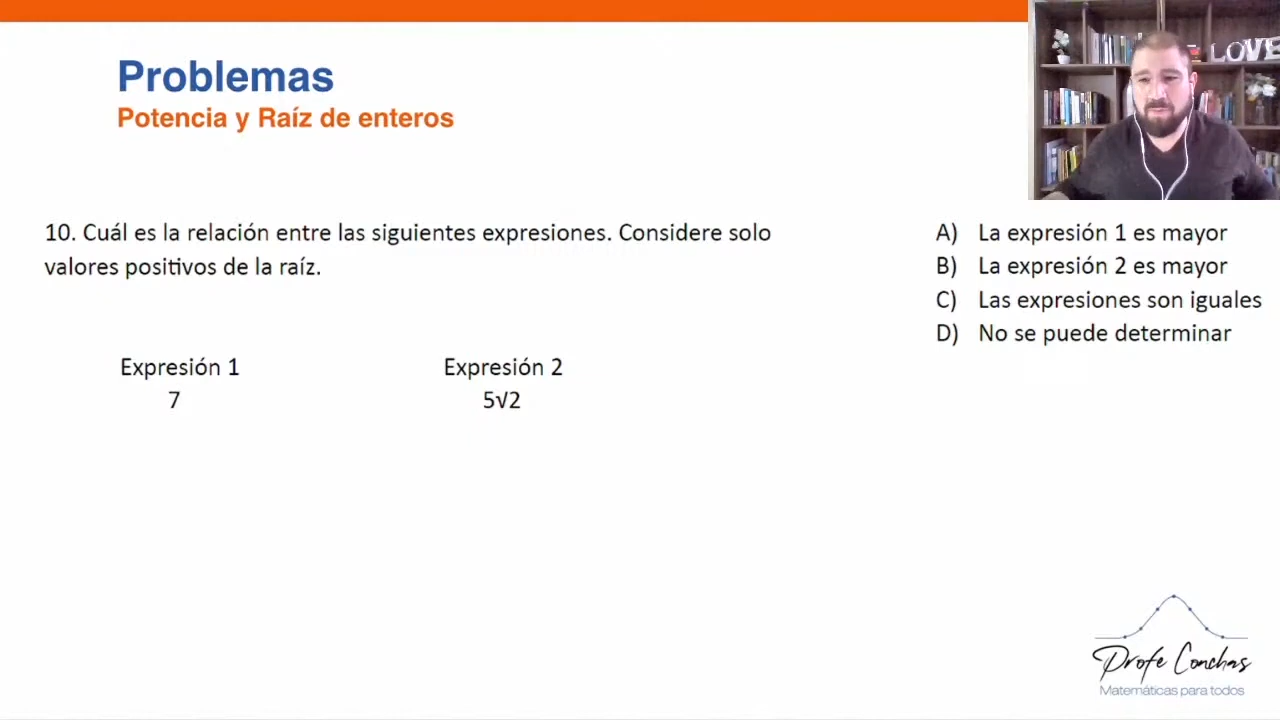 Problemas
Potencia y Raíz de enteros
LOVE
10. Cuál es la relación entre las siguientes expresiones. Considere solo
valores positivos de la raíz.
A) La expresión 1 es mayor
B) La expresión 2 es mayor
C) Las expresiones son iguales
D) No se puede determinar
Expresión 1
7
Expresión 2
5√2
Profe Conchas
Matemáticas para todos